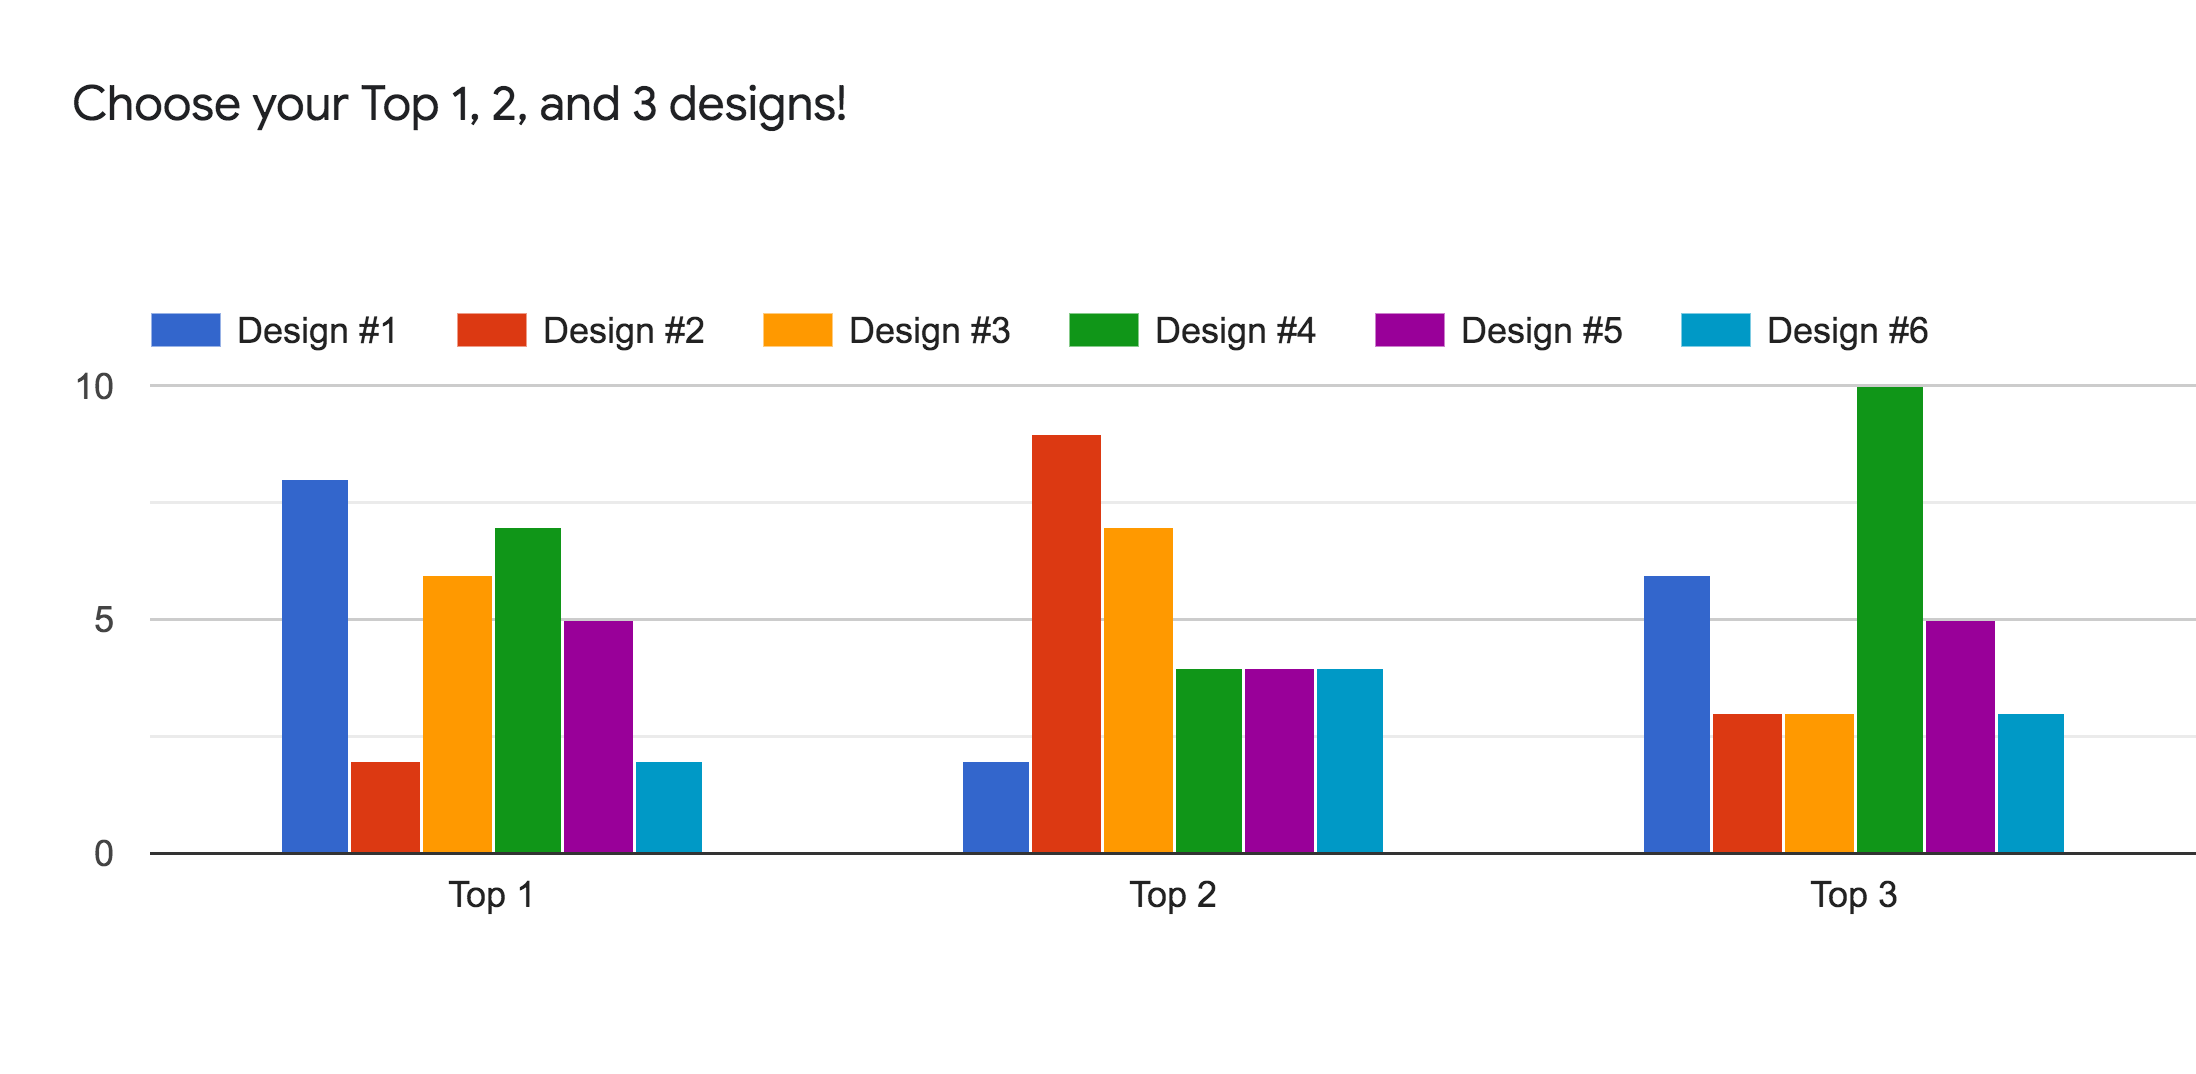 Choose your Top 1, 2, and 3 designs!
Design #1 Design #2 Design #3 Design #4 Design #5 Design #6
10
5
0
Top 1 Top 2 Top 3